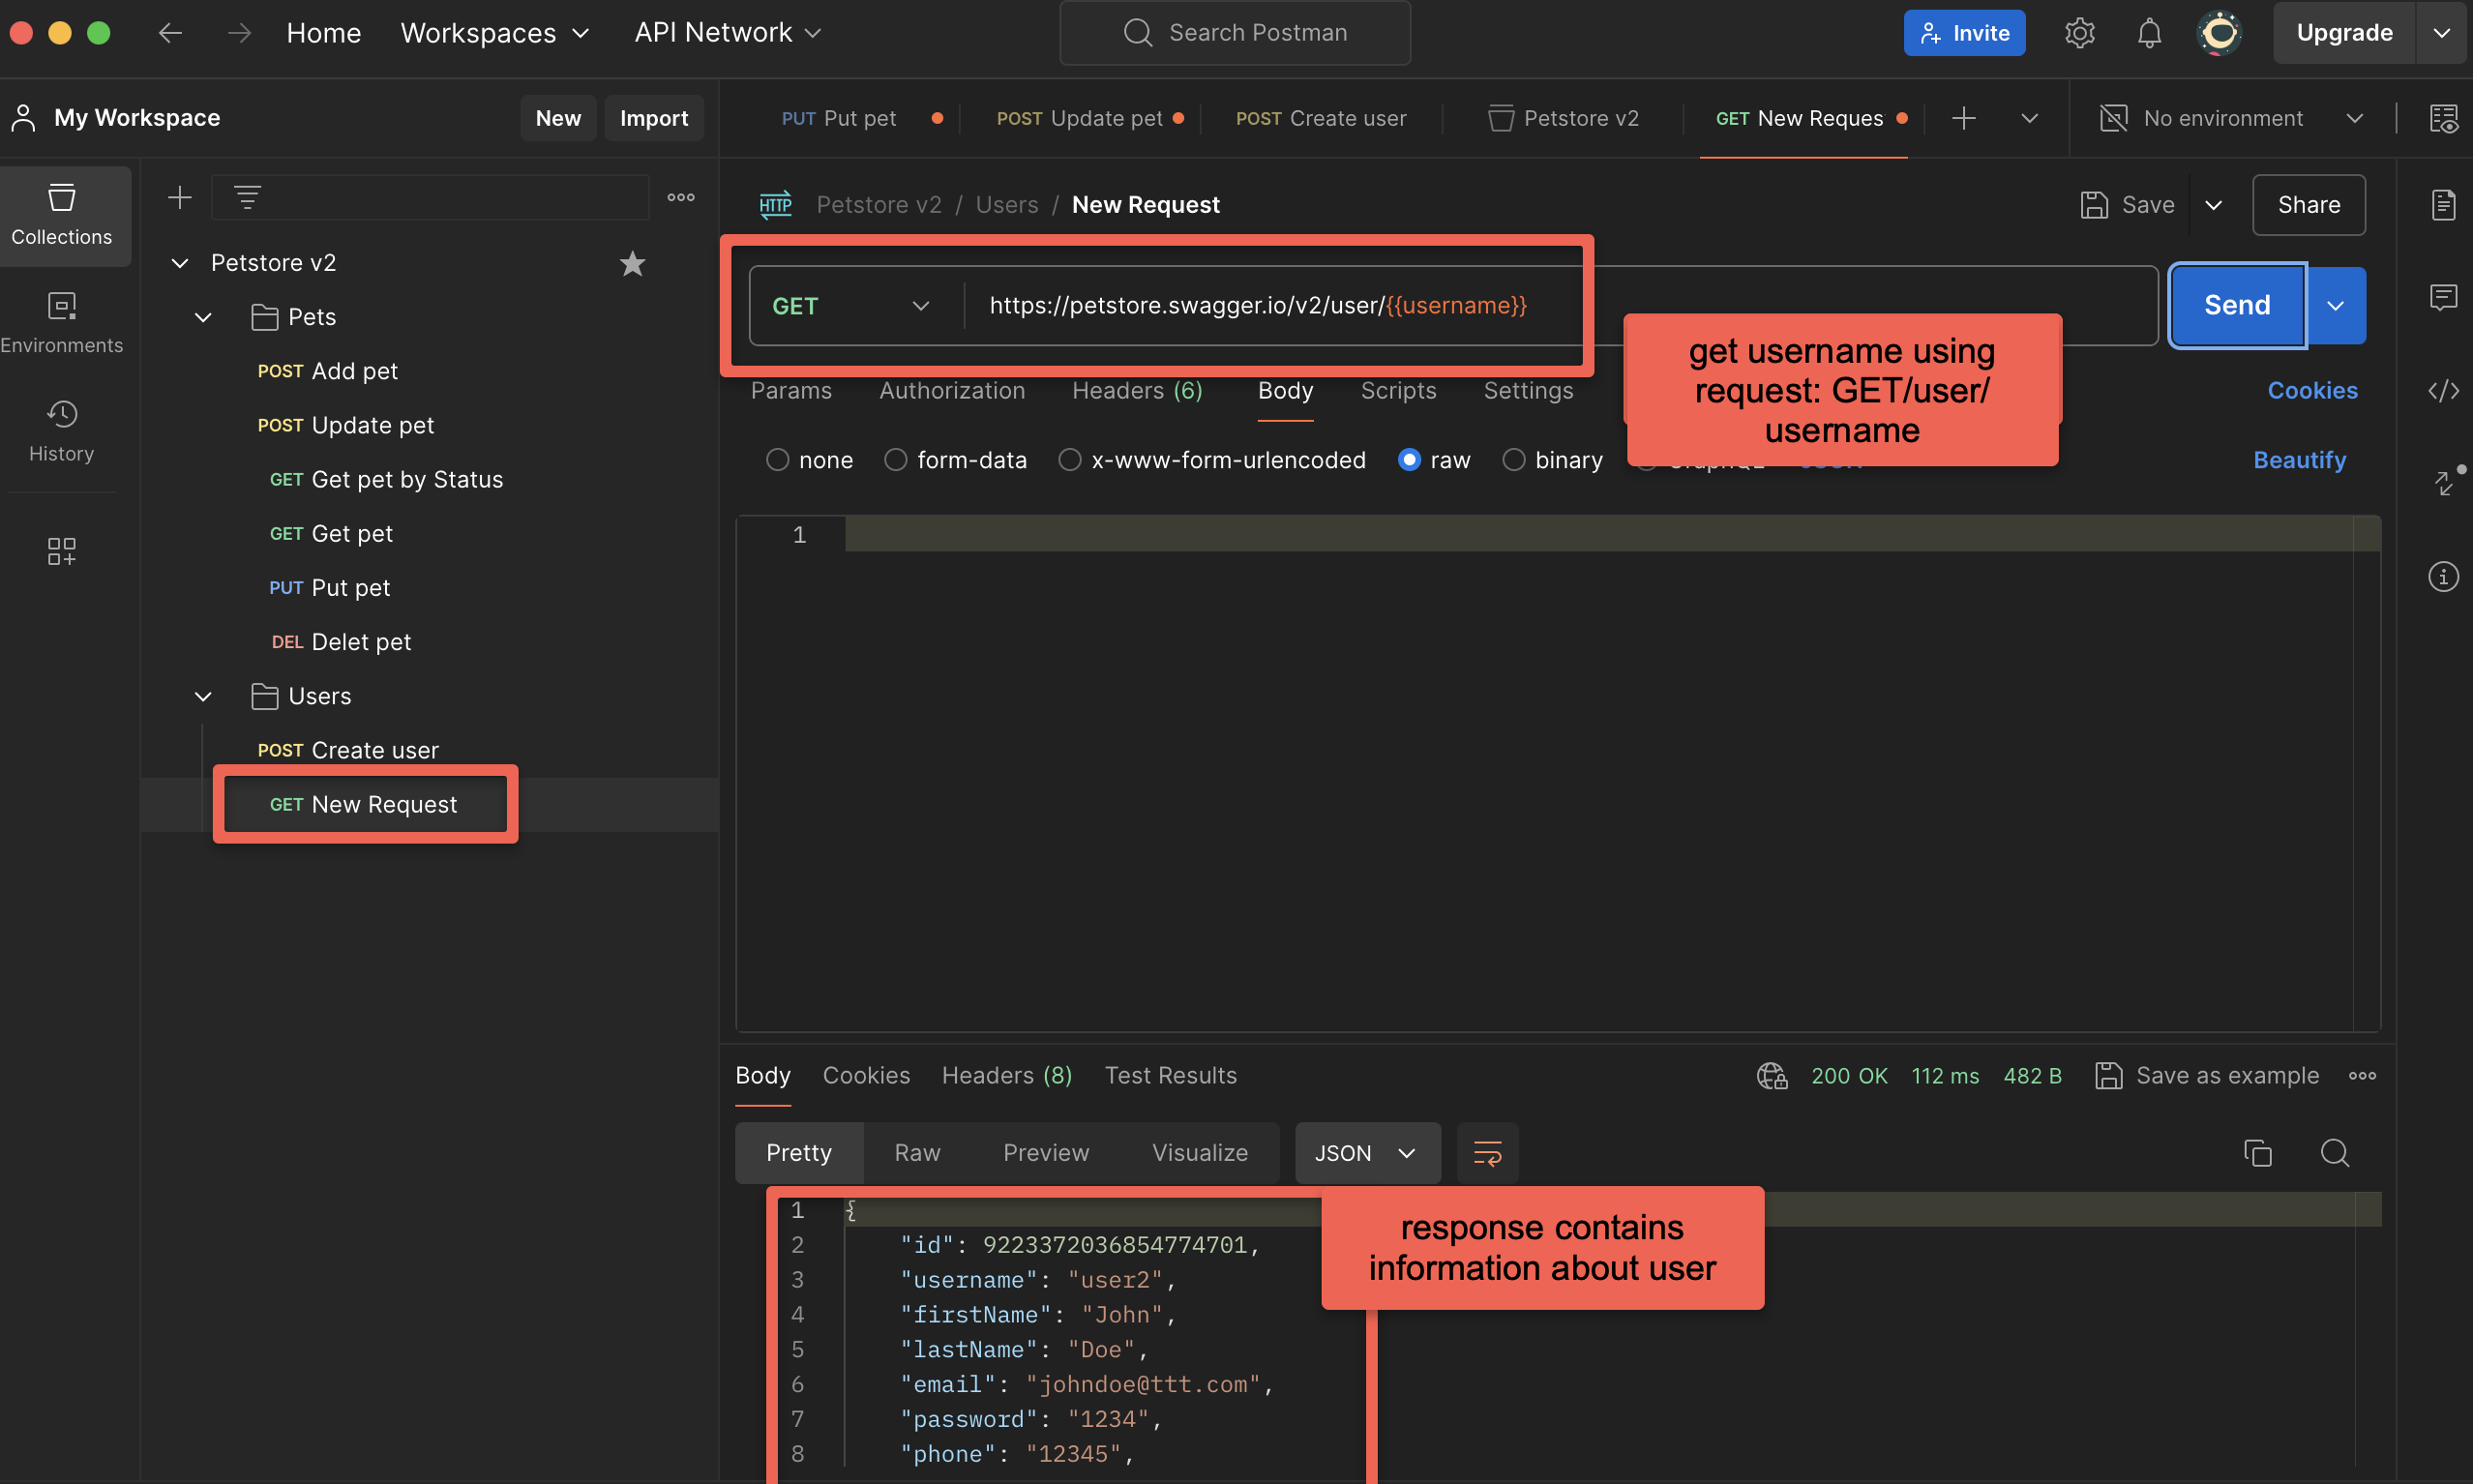 Home Workspaces API Network Search Postman Invite Upgrade
My Workspace New Import
PUT Put pet POST Update pet POST Create user Petstore v2 GET New Reques No environment
Collections
Environments
History
Petstore v2
Pets
POST Add pet
POST Update pet
GET Get pet by Status
GET Get pet
PUT Put pet
DEL Delet pet
Users
POST Create user
GET New Request
HTTP Petstore v2 / Users / New Request Save Share
GET https://petstore.swagger.io/v2/user/{{username}} Send
get username using
request: GET/user/
username
Params Authorization Headers (6) Body Scripts Settings Cookies
none form-data x-www-form-urlencoded raw binary Beautify
1
Body Cookies Headers (8) Test Results 200 OK 112 ms 482 B Save as example
Pretty Raw Preview Visualize JSON
response contains
information about user
1 {
2 "id": 9223372036854774701,
3 "username": "user2",
4 "firstName": "John",
5 "lastName": "Doe",
6 "email": "johndoe@ttt.com",
7 "password": "1234",
8 "phone": "12345",